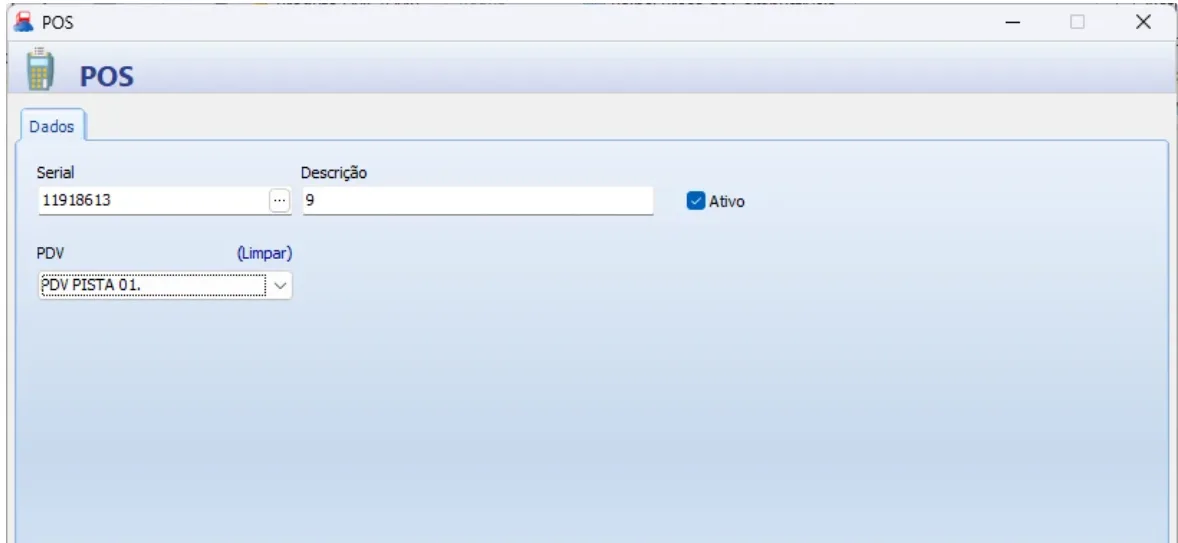 POS
POS
Dados
Serial
Descrição
11918613
...
9
Ativo
PDV
(Limpar)
PDV PISTA 01.